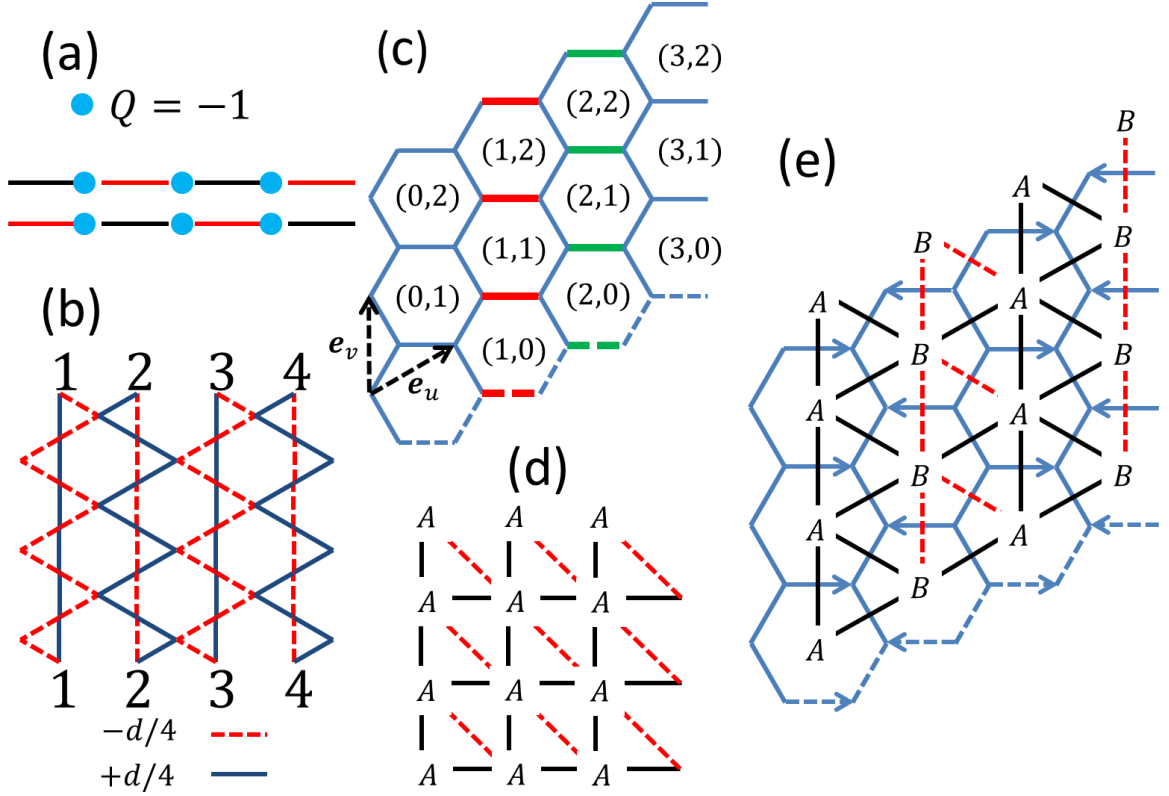 (a)
Q = −1
(b)
1 2 3 4
1 2 3 4
−d/4
+d/4
(c)
(3,2)
(2,2)
(1,2)
(3,1)
(0,2)
(2,1)
(1,1)
(3,0)
(0,1)
(2,0)
(1,0)
e_v
e_u
(d)
A A A
A A A
A A A
A A A
(e)
B
A
B B
A A
B B
A A
B B
A A
B
A